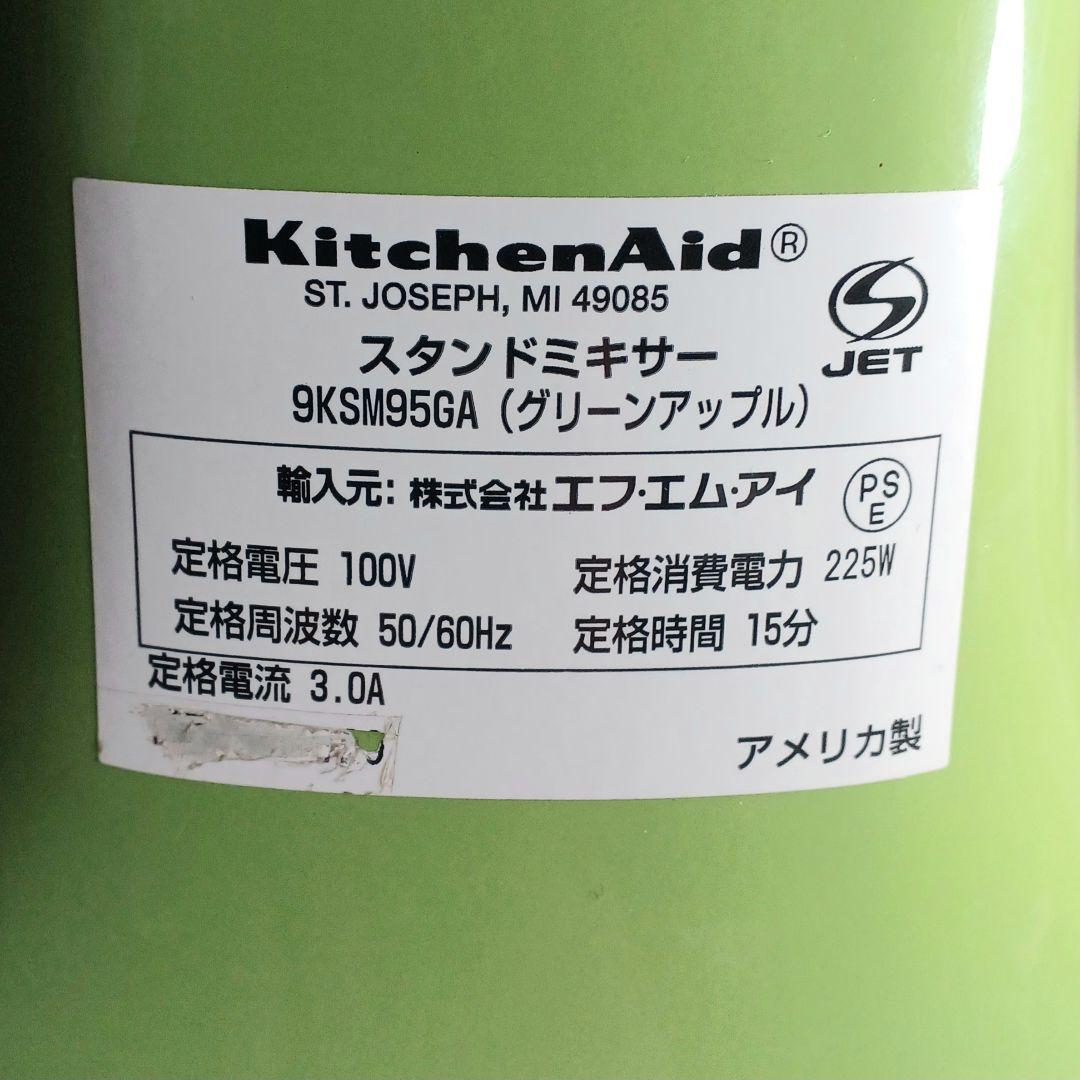 KitchenAid®
ST. JOSEPH, MI 49085
JET
スタンドミキサー
9KSM95GA（グリーンアップル）
輸入元: 株式会社エフ・エム・アイ
PSE
定格電圧 100V 定格消費電力 225W
定格周波数 50/60Hz 定格時間 15分
定格電流 3.0A
アメリカ製